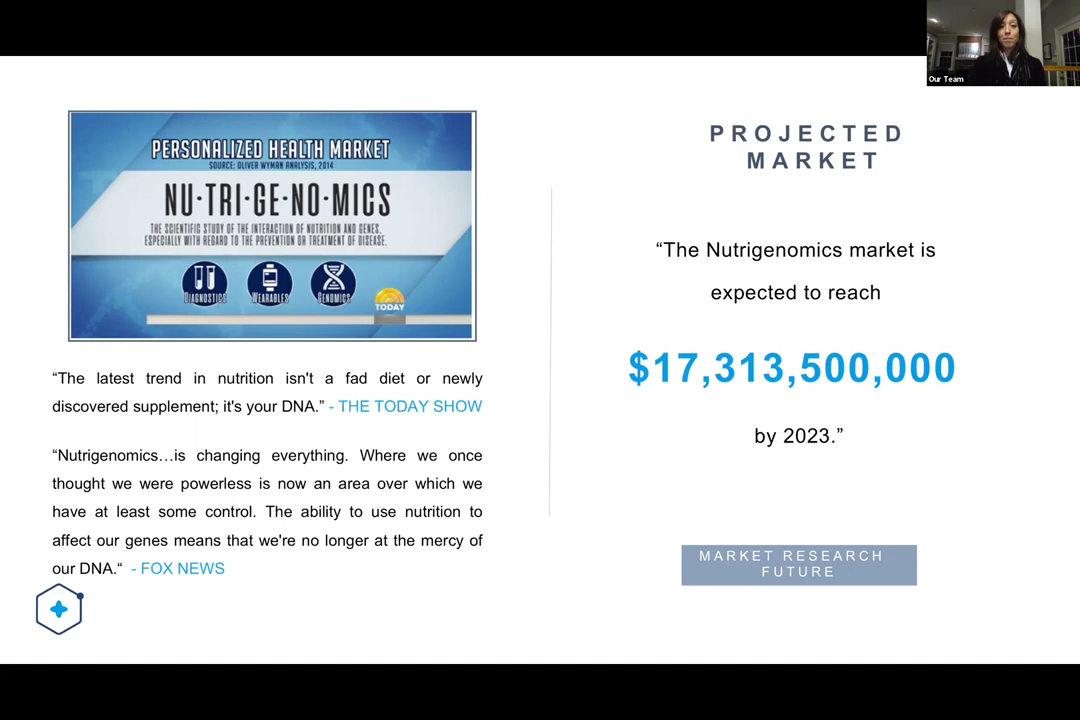 Our Team
PERSONALIZED HEALTH MARKET
SOURCE: OLIVER WYMAN ANALYSIS, 2014
NU·TRI·GE·NO·MICS
THE SCIENTIFIC STUDY OF THE INTERACTION OF NUTRITION AND GENES,
ESPECIALLY WITH REGARD TO THE PREVENTION OR TREATMENT OF DISEASE.
DIAGNOSTICS WEARABLES GENOMICS
TODAY
“The latest trend in nutrition isn't a fad diet or newly
discovered supplement; it's your DNA.” - THE TODAY SHOW
“Nutrigenomics…is changing everything. Where we once
thought we were powerless is now an area over which we
have at least some control. The ability to use nutrition to
affect our genes means that we're no longer at the mercy of
our DNA.“ - FOX NEWS
PROJECTED
MARKET
“The Nutrigenomics market is
expected to reach
$17,313,500,000
by 2023.”
MARKET RESEARCH
FUTURE